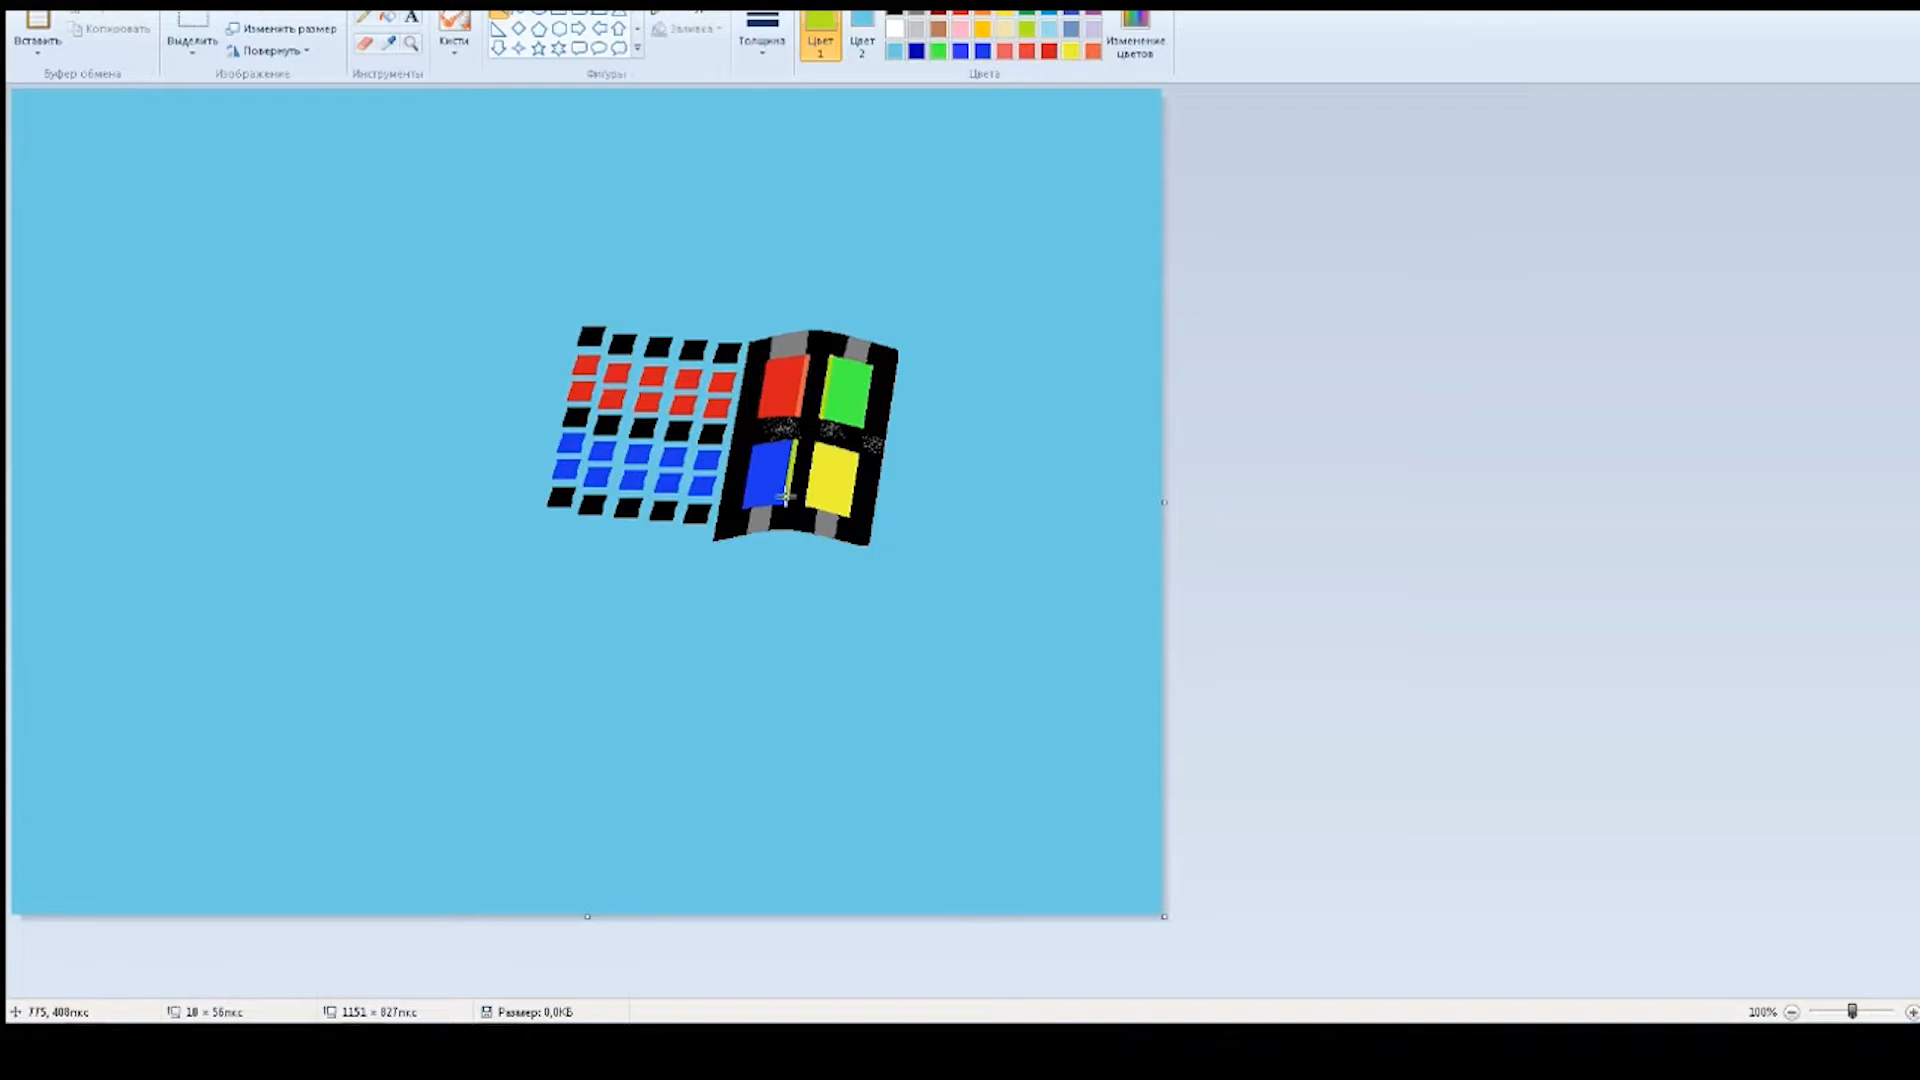 Вставить
Копировать
Буфер обмена
Выделить
Изменить размер
Повернуть
Изображение
A
Инструменты
Кисти
Заливка
Фигуры
Толщина
Цвет
1
Цвет
2
Изменение
цветов
Цвета
775, 408пкс
18 × 56пкс
1151 × 827пкс
Размер: 0,0КБ
100%